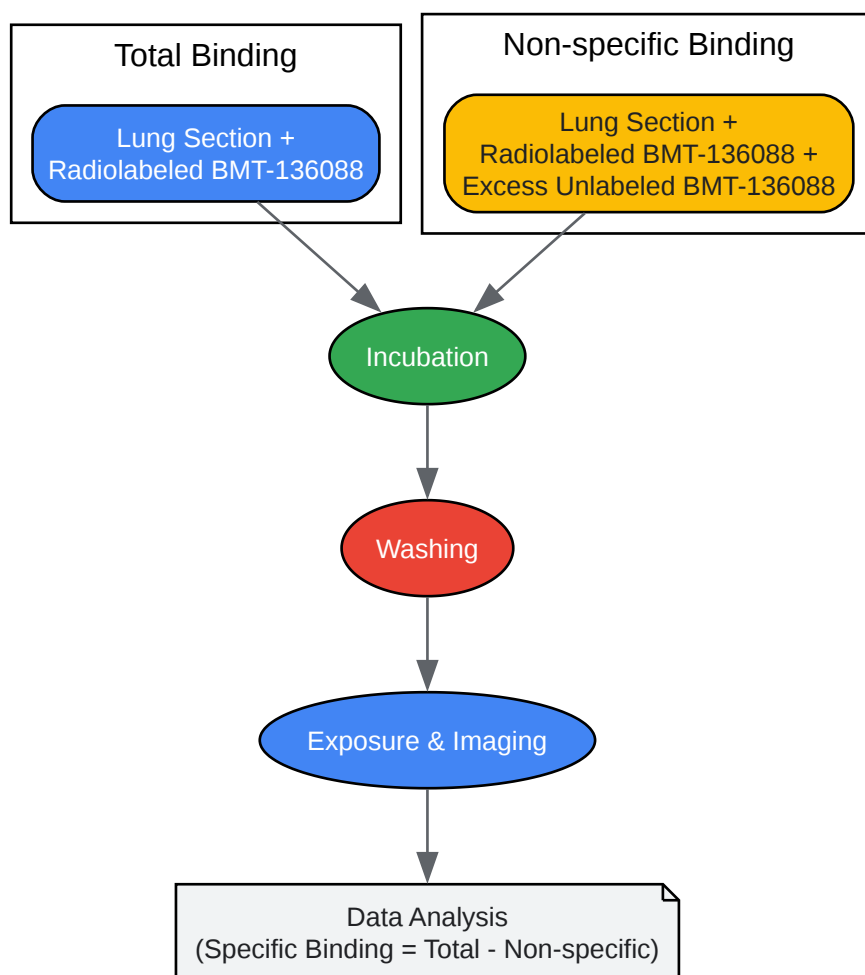 Total Binding
Lung Section +
Radiolabeled BMT-136088
Non-specific Binding
Lung Section +
Radiolabeled BMT-136088 +
Excess Unlabeled BMT-136088
Incubation
Washing
Exposure & Imaging
Data Analysis
(Specific Binding = Total - Non-specific)